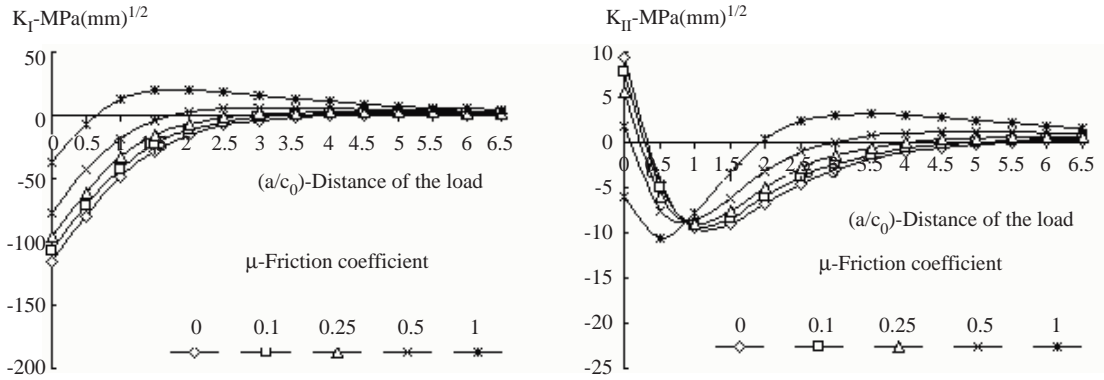 K_I-MPa(mm)^1/2
50
0
-50
-100
-150
-200
0 0.5 1 1.5 2 2.5 3 3.5 4 4.5 5 5.5 6 6.5
(a/c_0)-Distance of the load
μ-Friction coefficient
0 0.1 0.25 0.5 1
K_II-MPa(mm)^1/2
10
5
0
-5
-10
-15
-20
-25
0 0.5 1 1.5 2 2.5 3 3.5 4 4.5 5 5.5 6 6.5
(a/c_0)-Distance of the load
μ-Friction coefficient
0 0.1 0.25 0.5 1